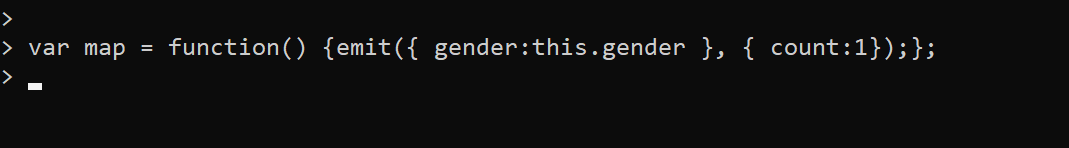 >
> var map = function() {emit({ gender:this.gender }, { count:1});};
>